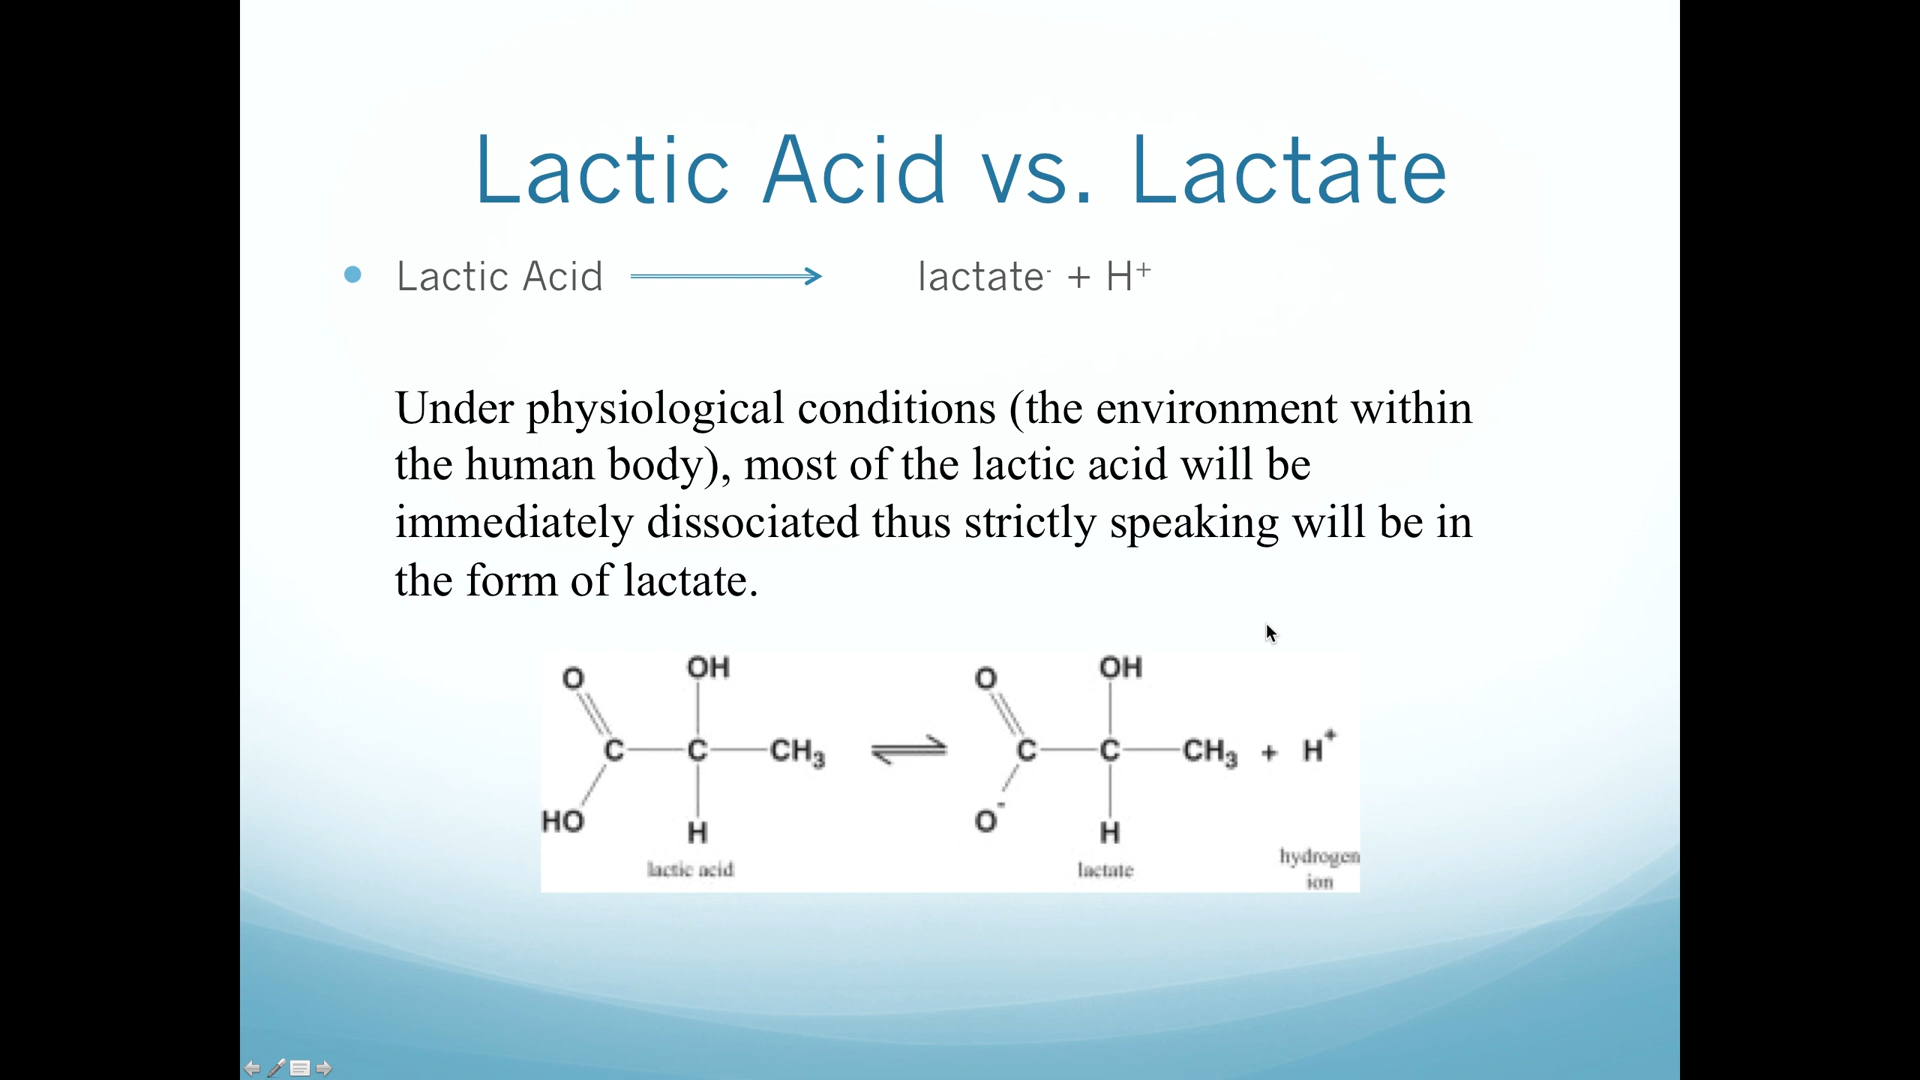 Lactic Acid vs. Lactate
Lactic Acid lactate- + H+
Under physiological conditions (the environment within
the human body), most of the lactic acid will be
immediately dissociated thus strictly speaking will be in
the form of lactate.
O OH O OH
C C CH3 C C CH3 + H+
HO H O- H
lactic acid lactate hydrogen
ion